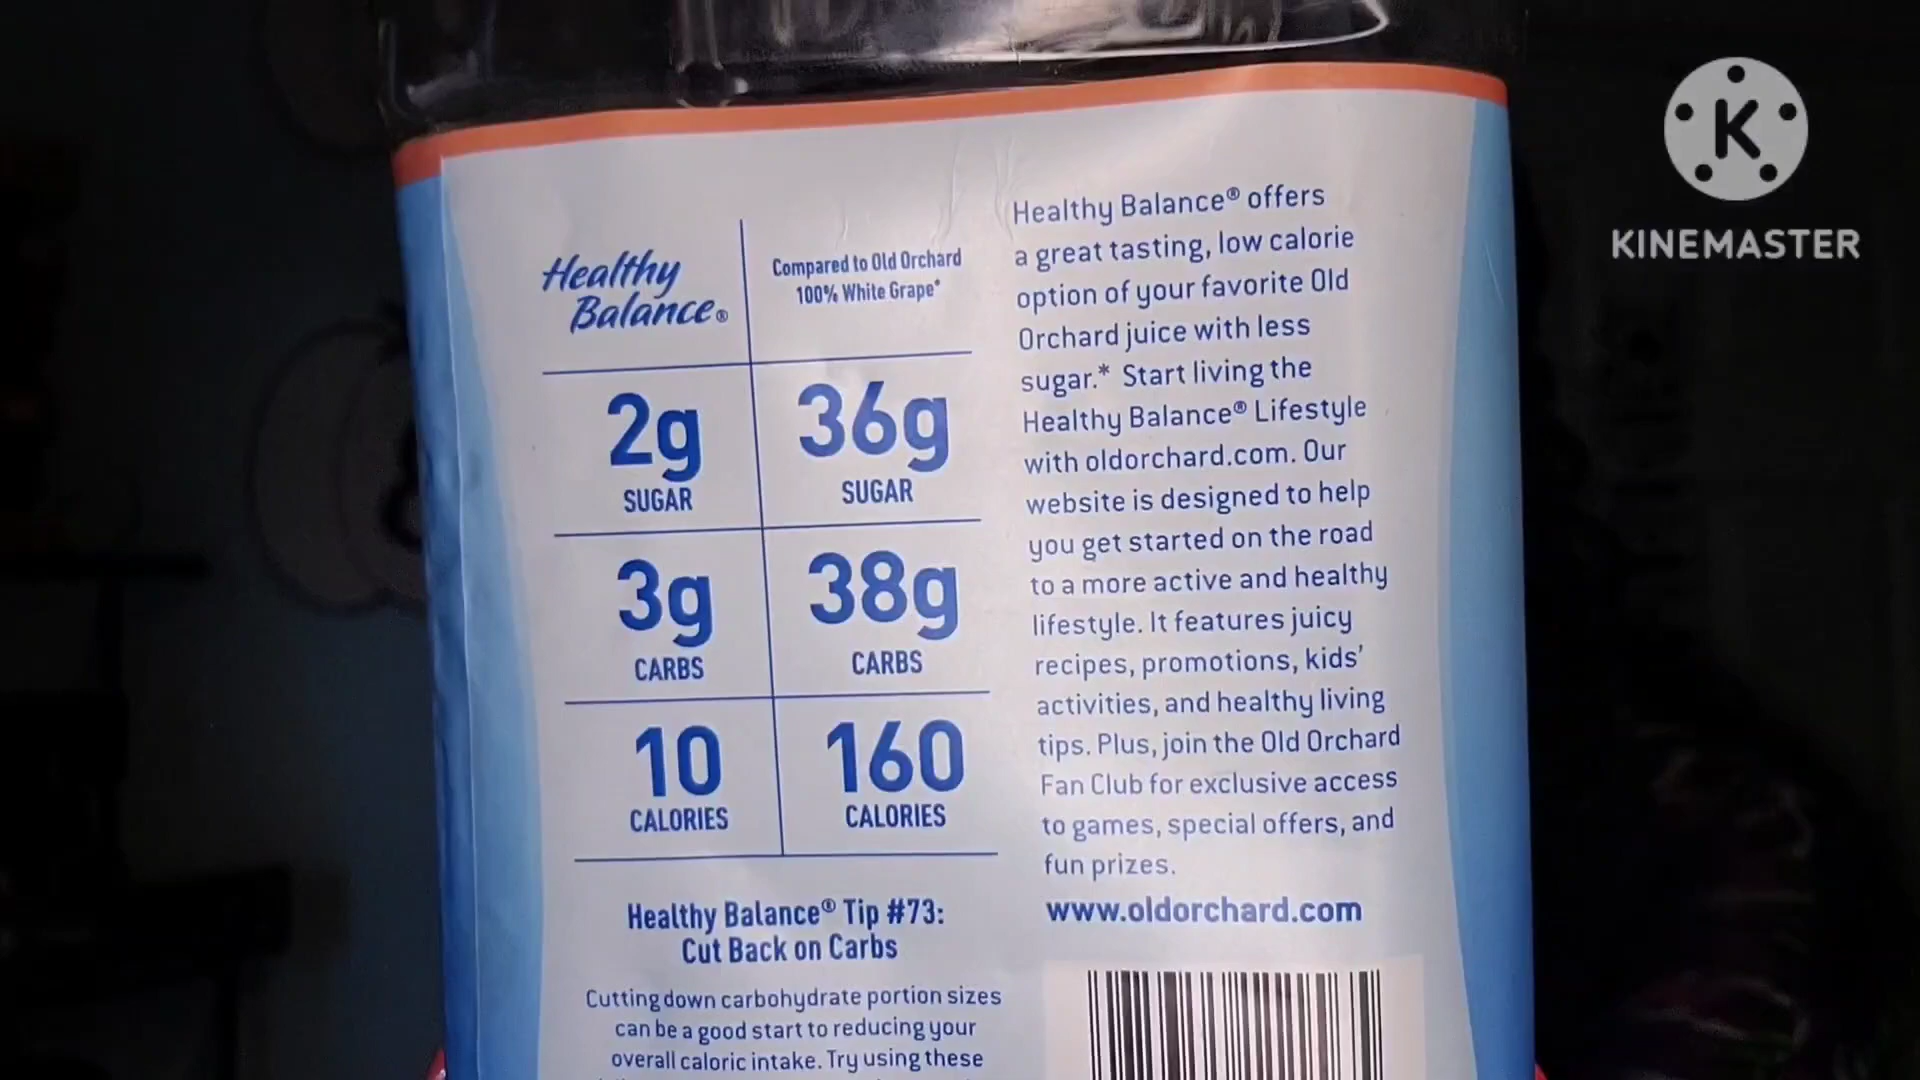 Healthy
Balance®
Compared to Old Orchard
100% White Grape*
2g
SUGAR
36g
SUGAR
3g
CARBS
38g
CARBS
10
CALORIES
160
CALORIES
Healthy Balance® Tip #73:
Cut Back on Carbs
Cutting down carbohydrate portion sizes
can be a good start to reducing your
overall caloric intake. Try using these
Healthy Balance® offers
a great tasting, low calorie
option of your favorite Old
Orchard juice with less
sugar.* Start living the
Healthy Balance® Lifestyle
with oldorchard.com. Our
website is designed to help
you get started on the road
to a more active and healthy
lifestyle. It features juicy
recipes, promotions, kids'
activities, and healthy living
tips. Plus, join the Old Orchard
Fan Club for exclusive access
to games, special offers, and
fun prizes.
www.oldorchard.com
K
KINEMASTER